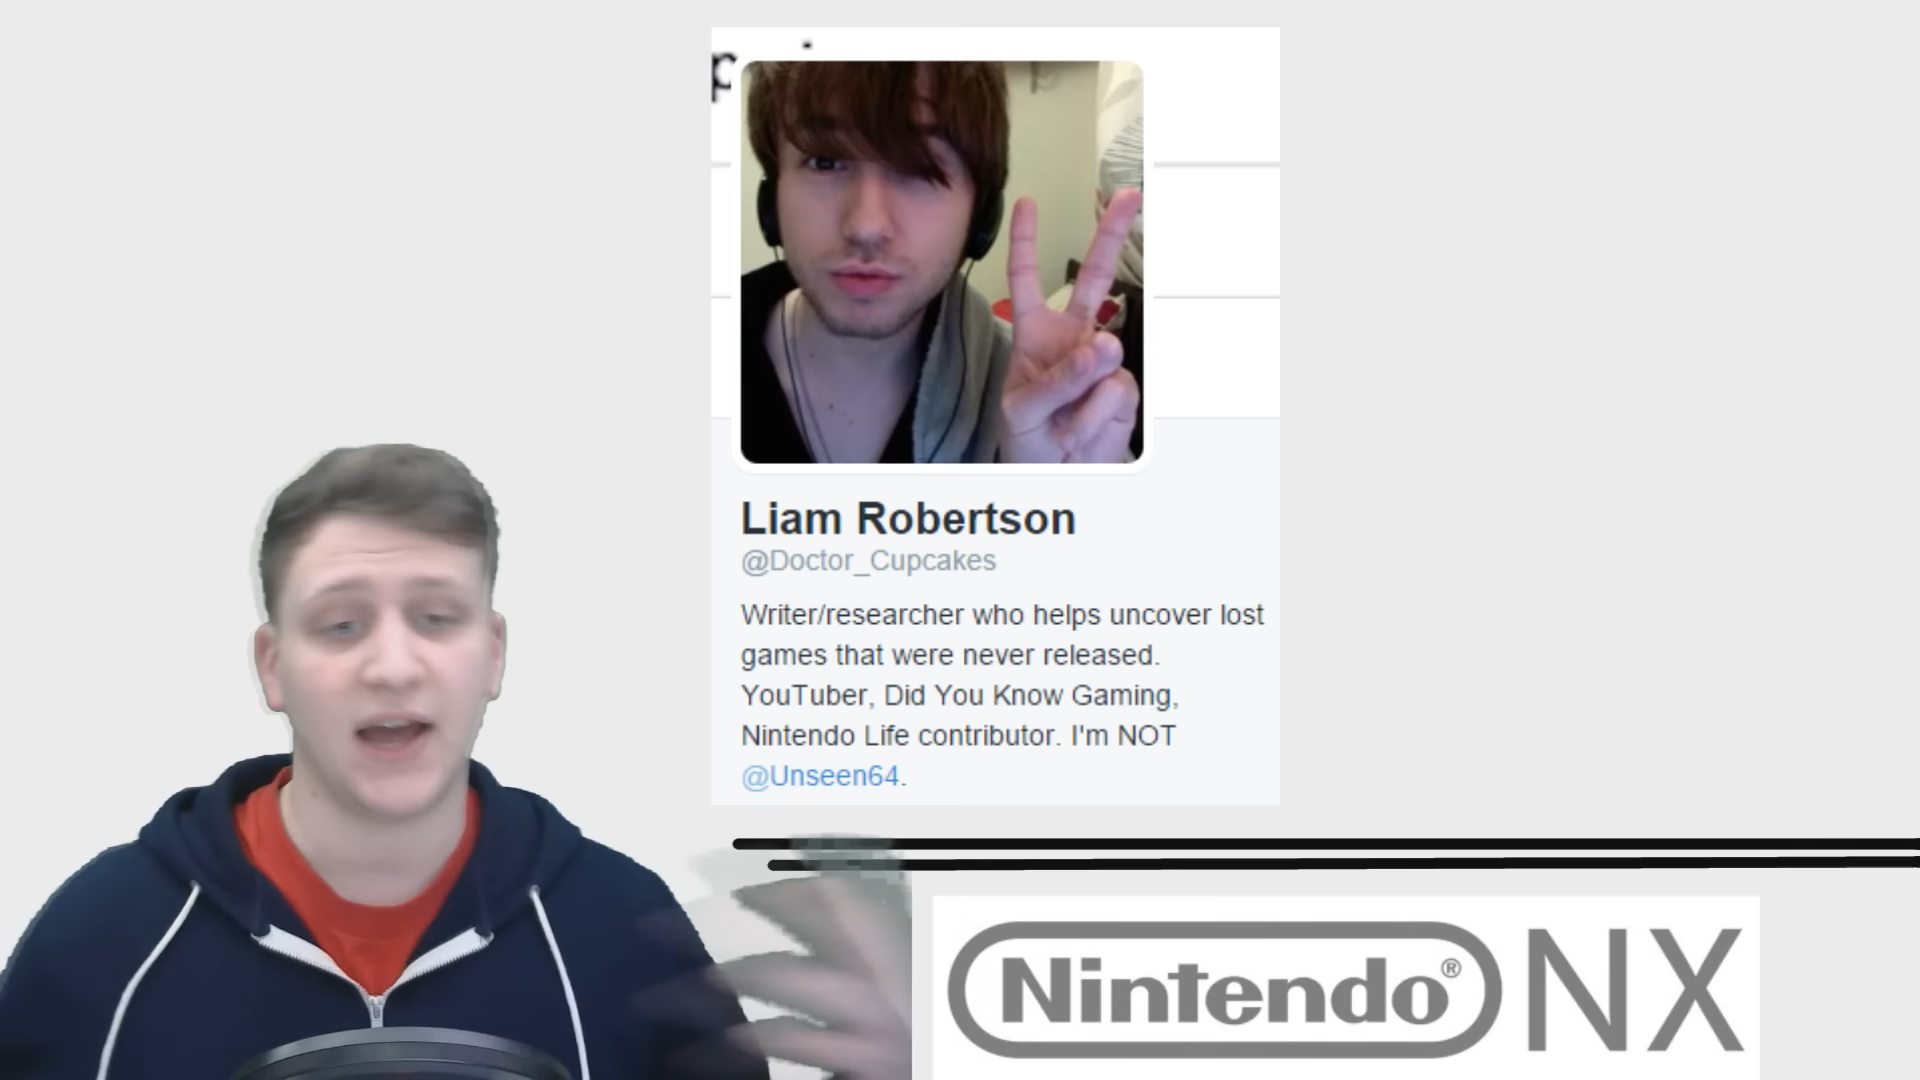 Liam Robertson
@Doctor_Cupcakes
Writer/researcher who helps uncover lost
games that were never released.
YouTuber, Did You Know Gaming,
Nintendo Life contributor. I'm NOT
@Unseen64.
Nintendo® NX